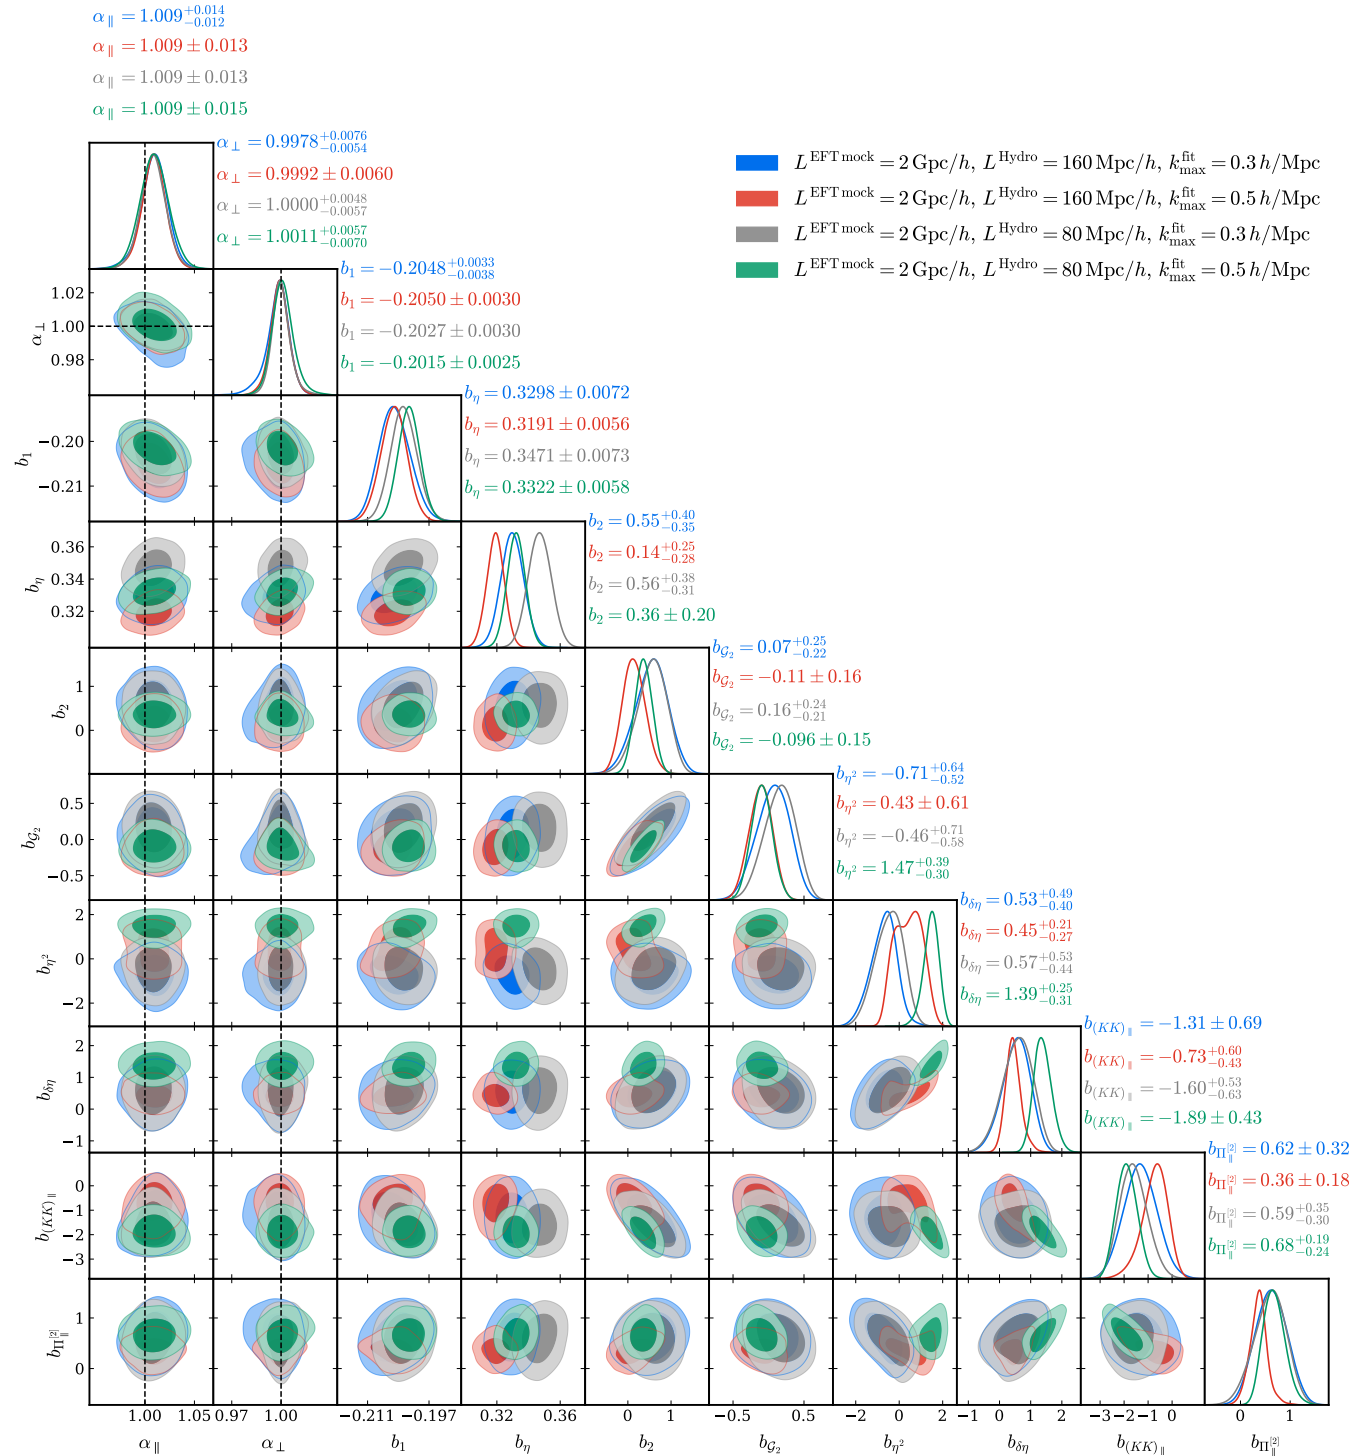 α_∥ = 1.009^{+0.014}_{−0.012}
α_∥ = 1.009 ± 0.013
α_∥ = 1.009 ± 0.013
α_∥ = 1.009 ± 0.015
α_⊥ = 0.9978^{+0.0076}_{−0.0054}
α_⊥ = 0.9992 ± 0.0060
α_⊥ = 1.0000^{+0.0048}_{−0.0057}
α_⊥ = 1.0011^{+0.0057}_{−0.0070}
L^{EFT mock} = 2 Gpc/h, L^{Hydro} = 160 Mpc/h, k^{fit}_{max} = 0.3 h/Mpc
L^{EFT mock} = 2 Gpc/h, L^{Hydro} = 160 Mpc/h, k^{fit}_{max} = 0.5 h/Mpc
L^{EFT mock} = 2 Gpc/h, L^{Hydro} = 80 Mpc/h, k^{fit}_{max} = 0.3 h/Mpc
L^{EFT mock} = 2 Gpc/h, L^{Hydro} = 80 Mpc/h, k^{fit}_{max} = 0.5 h/Mpc
b_1 = −0.2048^{+0.0033}_{−0.0038}
b_1 = −0.2050 ± 0.0030
b_1 = −0.2027 ± 0.0030
b_1 = −0.2015 ± 0.0025
1.02
1.00
0.98
α_⊥
b_η = 0.3298 ± 0.0072
b_η = 0.3191 ± 0.0056
b_η = 0.3471 ± 0.0073
b_η = 0.3322 ± 0.0058
−0.20
−0.21
b_1
b_2 = 0.55^{+0.40}_{−0.35}
b_2 = 0.14^{+0.25}_{−0.28}
b_2 = 0.56^{+0.38}_{−0.31}
b_2 = 0.36 ± 0.20
0.36
0.34
0.32
b_η
b_{𝒢_2} = 0.07^{+0.25}_{−0.22}
b_{𝒢_2} = −0.11 ± 0.16
b_{𝒢_2} = 0.16^{+0.24}_{−0.21}
b_{𝒢_2} = −0.096 ± 0.15
1
0
b_2
b_{η^2} = −0.71^{+0.64}_{−0.52}
b_{η^2} = 0.43 ± 0.61
b_{η^2} = −0.46^{+0.71}_{−0.58}
b_{η^2} = 1.47^{+0.39}_{−0.30}
0.5
0.0
−0.5
b_{𝒢_2}
b_{δη} = 0.53^{+0.49}_{−0.40}
b_{δη} = 0.45^{+0.21}_{−0.27}
b_{δη} = 0.57^{+0.53}_{−0.44}
b_{δη} = 1.39^{+0.25}_{−0.31}
2
0
−2
b_{η^2}
b_{(KK)_∥} = −1.31 ± 0.69
b_{(KK)_∥} = −0.73^{+0.60}_{−0.43}
b_{(KK)_∥} = −1.60^{+0.53}_{−0.63}
b_{(KK)_∥} = −1.89 ± 0.43
2
1
0
−1
b_{δη}
b_{Π^{[2]}_∥} = 0.62 ± 0.32
b_{Π^{[2]}_∥} = 0.36 ± 0.18
b_{Π^{[2]}_∥} = 0.59^{+0.35}_{−0.30}
b_{Π^{[2]}_∥} = 0.68^{+0.19}_{−0.24}
0
−1
−2
−3
b_{(KK)_∥}
1
0
b_{Π^{[2]}_∥}
1.00 1.05 0.97 1.00 −0.211 −0.197 0.32 0.36 0 1 −0.5 0.5 −2 0 2 −1 0 1 2 −3 −2 −1 0 0 1
α_∥ α_⊥ b_1 b_η b_2 b_{𝒢_2} b_{η^2} b_{δη} b_{(KK)_∥} b_{Π^{[2]}_∥}